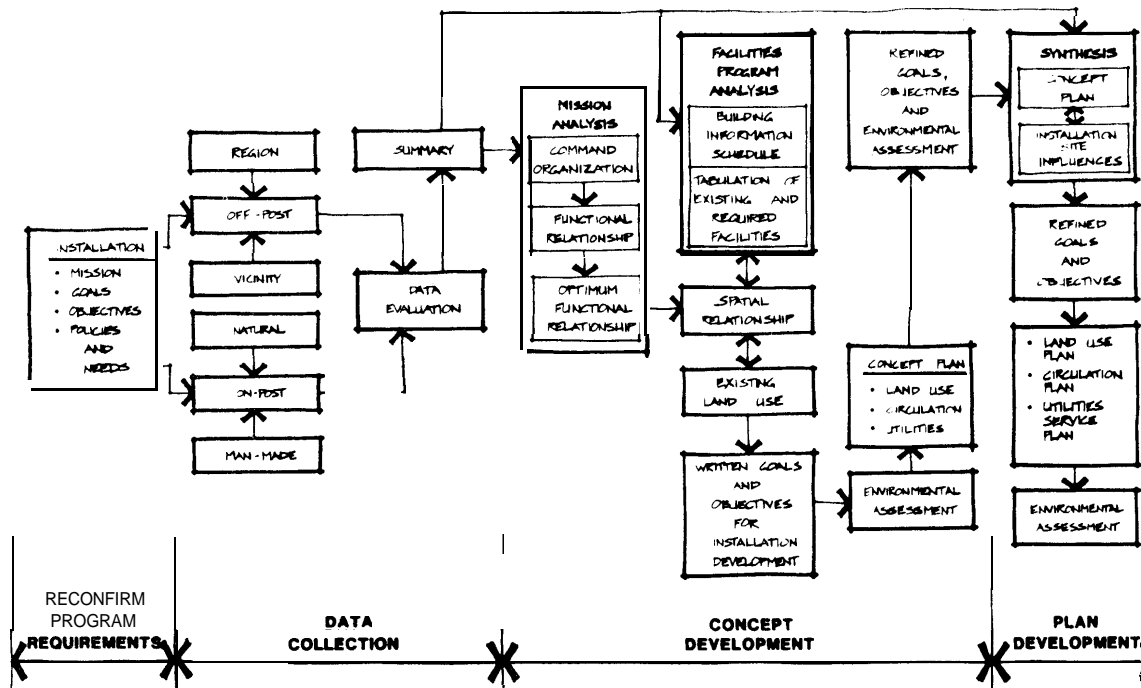 INSTALLATION
• MISSION
• GOALS
• OBJECTIVES
• POLICIES
AND
NEEDS
REGION
OFF-POST
VICINITY
NATURAL
ON-POST
MAN-MADE
SUMMARY
DATA
EVALUATION
MISSION
ANALYSIS
COMMAND
ORGANIZATION
FUNCTIONAL
RELATIONSHIP
OPTIMUM
FUNCTIONAL
RELATIONSHIP
FACILITIES
PROGRAM
ANALYSIS
BUILDING
INFORMATION
SCHEDULE
TABULATION OF
EXISTING AND
REQUIRED
FACILITIES
SPATIAL
RELATIONSHIP
EXISTING
LAND USE
WRITTEN GOALS
AND
OBJECTIVES
FOR
INSTALLATION
DEVELOPMENT
REFINED
GOALS,
OBJECTIVES
AND
ENVIRONMENTAL
ASSESSMENT
CONCEPT PLAN
• LAND USE
• CIRCULATION
• UTILITIES
ENVIRONMENTAL
ASSESSMENT
SYNTHESIS
CONCEPT
PLAN
INSTALLATION
SITE
INFLUENCES
REFINED
GOALS
AND
OBJECTIVES
• LAND USE
PLAN
• CIRCULATION
PLAN
• UTILITIES
SERVICE
PLAN
ENVIRONMENTAL
ASSESSMENT
RECONFIRM
PROGRAM
REQUIREMENTS
DATA
COLLECTION
CONCEPT
DEVELOPMENT
PLAN
DEVELOPMENT